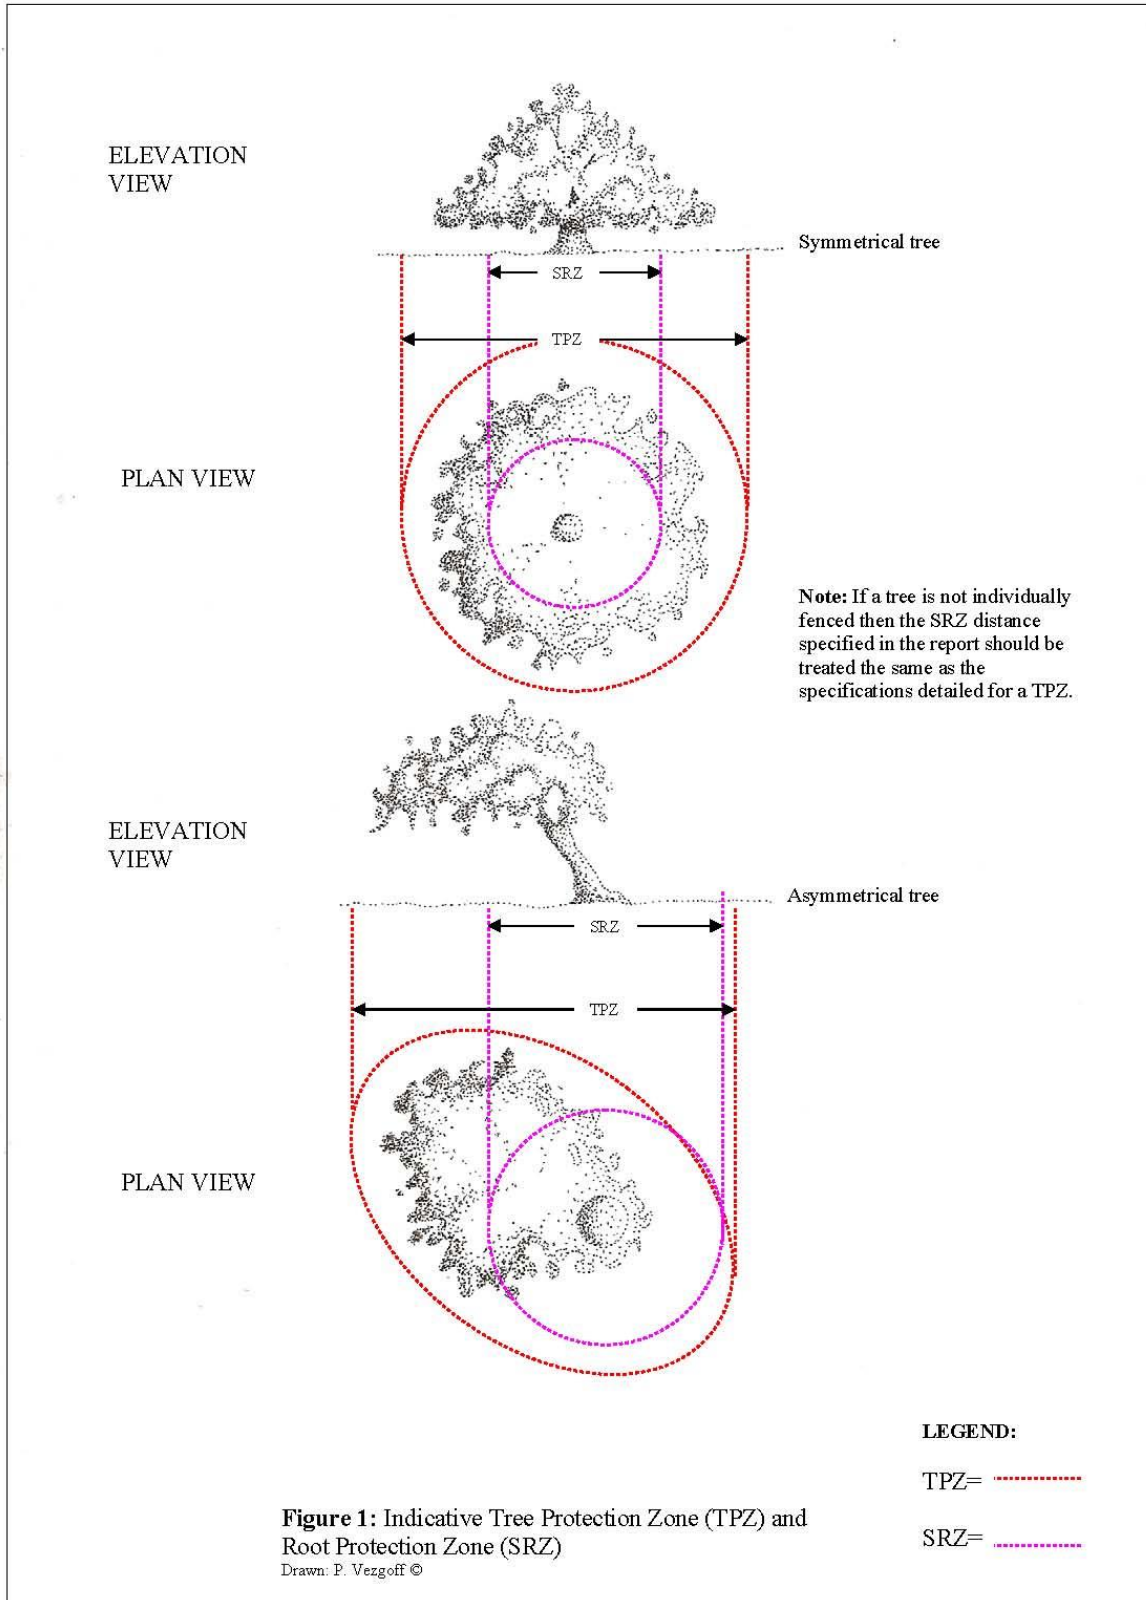 ELEVATION
VIEW
Symmetrical tree
SRZ
TPZ
PLAN VIEW
Note: If a tree is not individually
fenced then the SRZ distance
specified in the report should be
treated the same as the
specifications detailed for a TPZ.
ELEVATION
VIEW
Asymmetrical tree
SRZ
TPZ
PLAN VIEW
LEGEND:
TPZ=
SRZ=
Figure 1: Indicative Tree Protection Zone (TPZ) and
Root Protection Zone (SRZ)
Drawn: P. Vezgoff ©